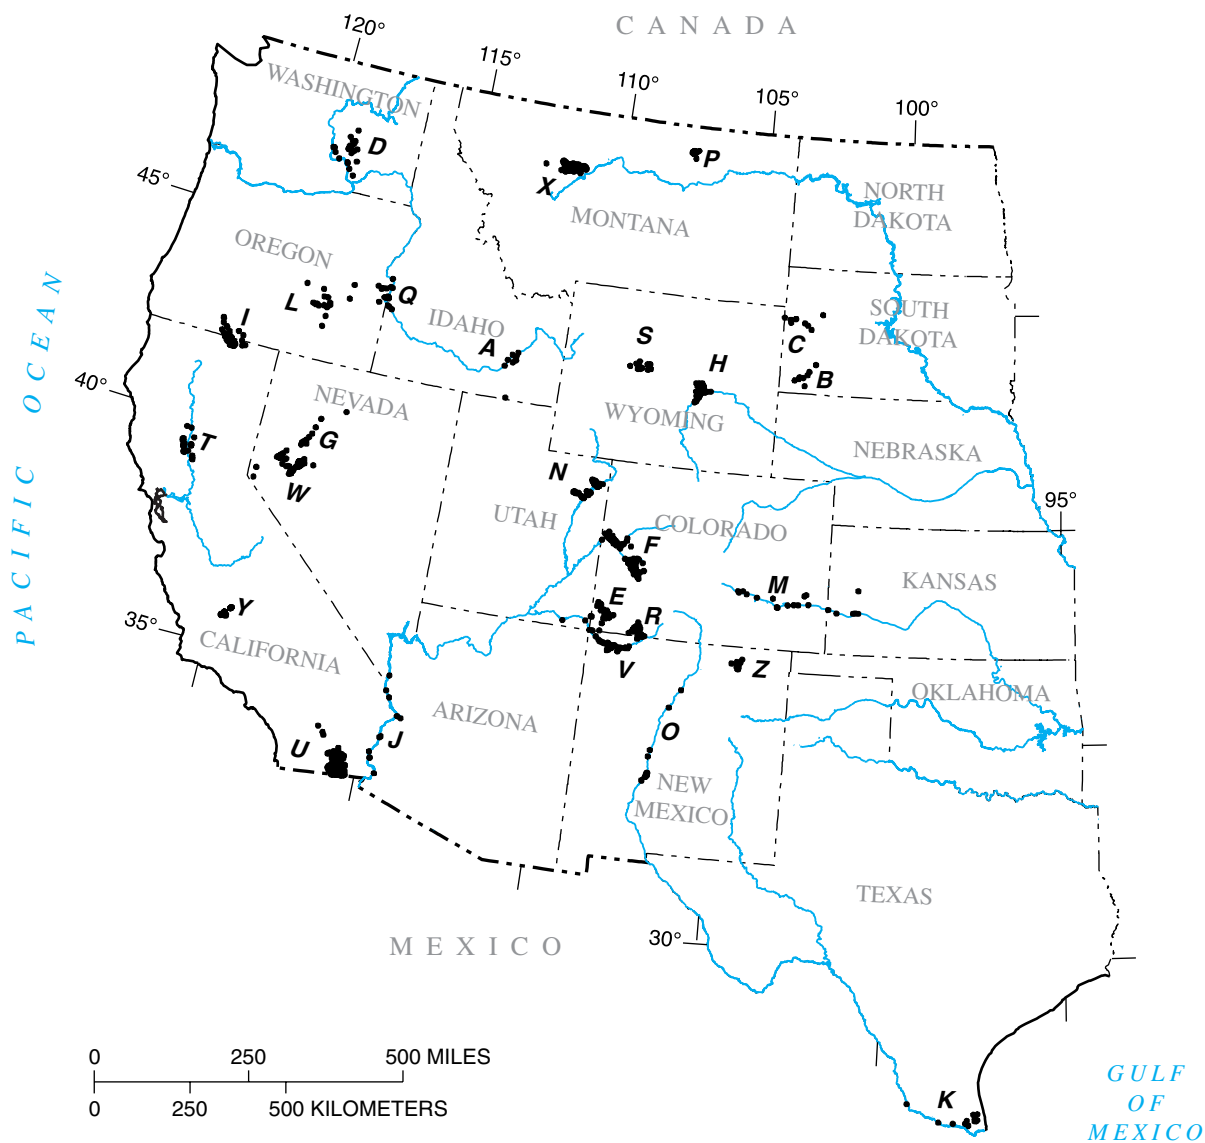 CANADA
120°
115°
110°
105°
100°
WASHINGTON
D
P
X
45°
NORTH
DAKOTA
MONTANA
OREGON
L
Q
I
IDAHO
A
S
H
SOUTH
DAKOTA
C
B
40°
NEVADA
WYOMING
G
T
W
NEBRASKA
N
95°
UTAH
COLORADO
F
KANSAS
M
E
R
Y
35°
CALIFORNIA
V
Z
OKLAHOMA
ARIZONA
O
J
U
NEW
MEXICO
TEXAS
PACIFIC OCEAN
MEXICO
30°
0 250 500 MILES
0 250 500 KILOMETERS
K
GULF
OF
MEXICO